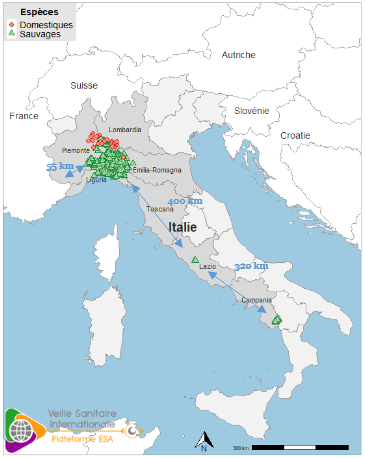 Espèces
Domestiques
Sauvages
Autriche
Suisse
France
Slovénie
Croatie
Lombardia
Piemonte
Emilia-Romagna
55 km
Liguria
Toscana
400 km
Italie
Lazio
320 km
Campania
Veille Sanitaire
Internationale
Plateforme ESA
300 km